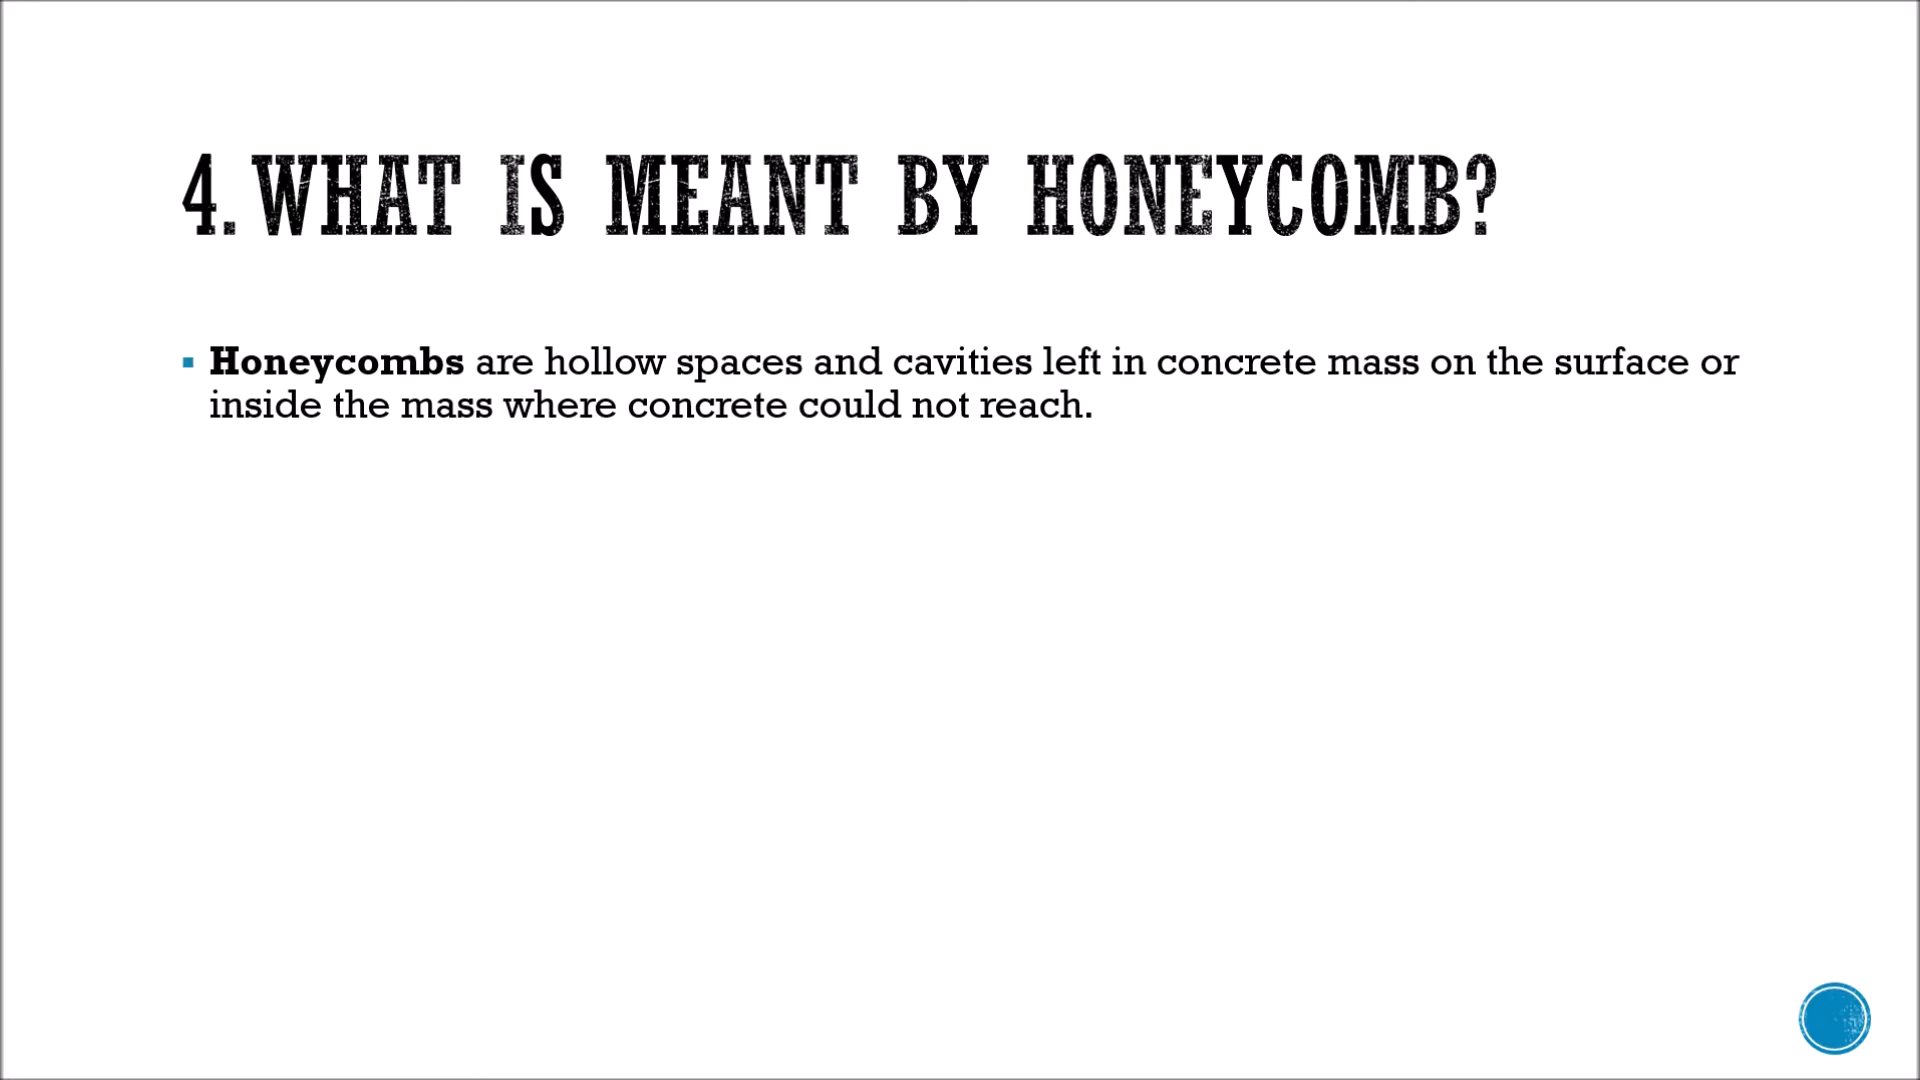 4. WHAT IS MEANT BY HONEYCOMB?
Honeycombs are hollow spaces and cavities left in concrete mass on the surface or
inside the mass where concrete could not reach.